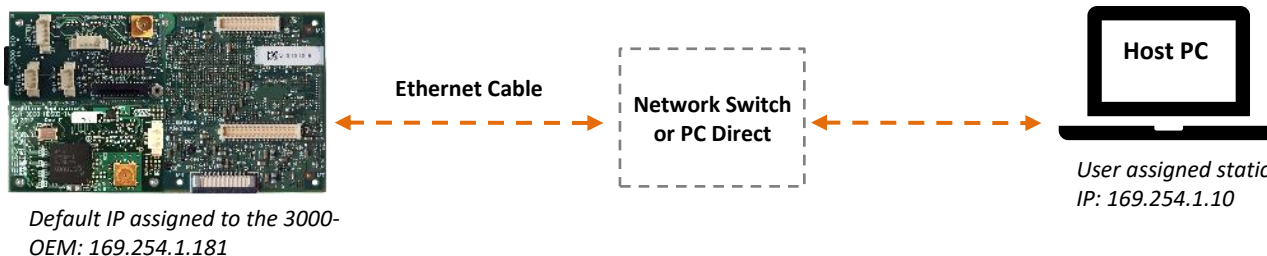 Ethernet Cable
Network Switch
or PC Direct
Host PC
User assigned static
IP: 169.254.1.10
Default IP assigned to the 3000-
OEM: 169.254.1.181